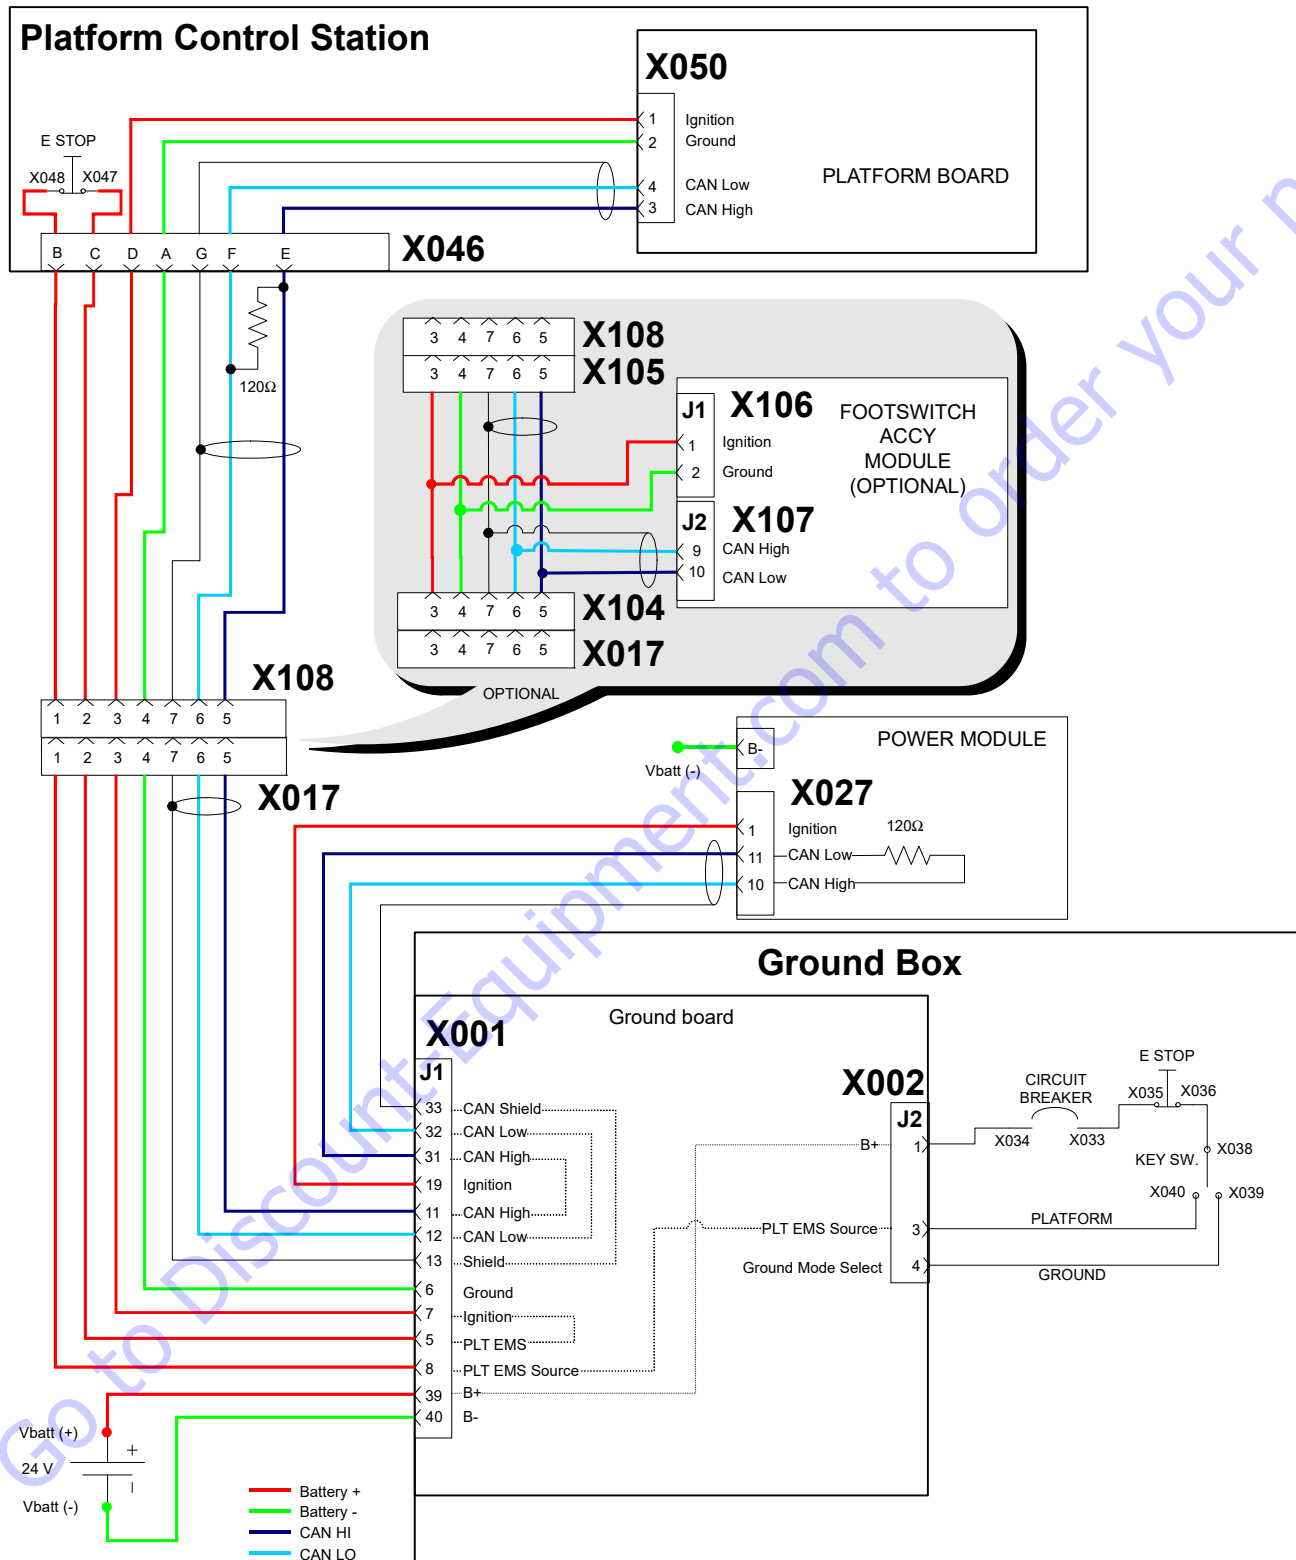 Platform Control Station
X050
1 Ignition
2 Ground
4 CAN Low
3 CAN High
PLATFORM BOARD
E STOP
X048 X047
B C D A G F E
X046
120Ω
3 4 7 6 5
X108
3 4 7 6 5
X105
J1
X106
1 Ignition
2 Ground
FOOTSWITCH
ACCY
MODULE
(OPTIONAL)
J2
X107
9 CAN High
10 CAN Low
3 4 7 6 5
X104
3 4 7 6 5
X017
OPTIONAL
X108
1 2 3 4 7 6 5
1 2 3 4 7 6 5
X017
POWER MODULE
B-
Vbatt (-)
X027
1 Ignition
120Ω
11 CAN Low
10 CAN High
Ground Box
Ground board
X001
J1
33 CAN Shield
32 CAN Low
31 CAN High
19 Ignition
11 CAN High
12 CAN Low
13 Shield
6 Ground
7 Ignition
5 PLT EMS
8 PLT EMS Source
39 B+
40 B-
X002
J2
B+ 1
PLT EMS Source 3
Ground Mode Select 4
CIRCUIT
BREAKER
X034 X033
E STOP
X035 X036
KEY SW.
X038
X040 X039
PLATFORM
GROUND
Vbatt (+)
+
24 V
–
Vbatt (-)
Battery +
Battery -
CAN HI
CAN LO
Go to Discount-Equipment.com to order your p